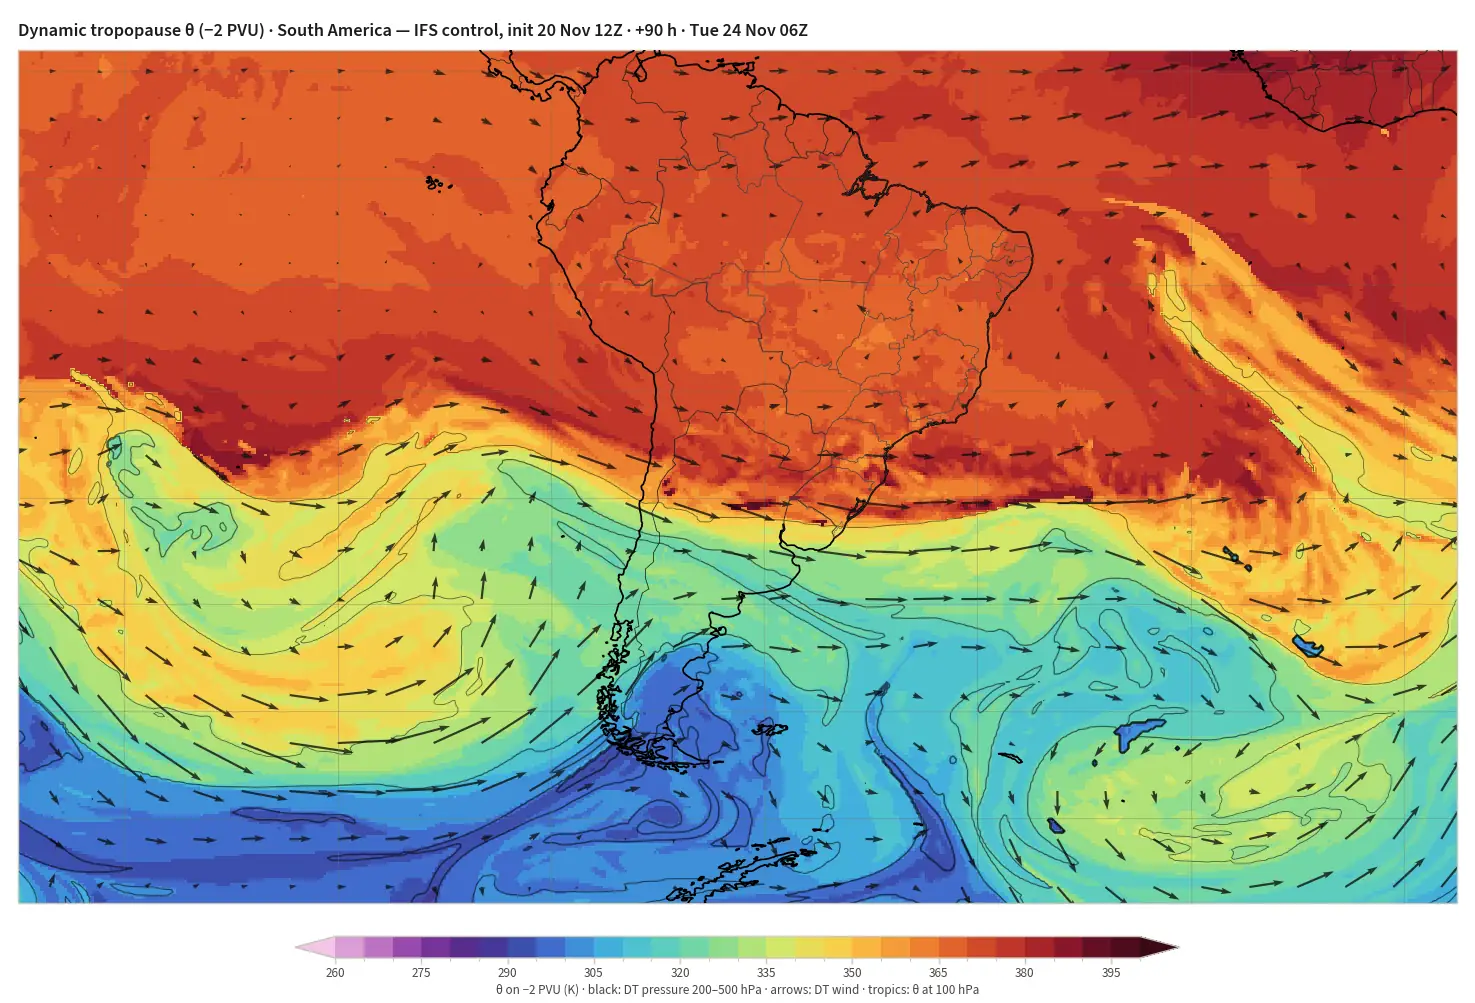 Dynamic tropopause θ (−2 PVU) · South America — IFS control, init 20 Nov 12Z · +90 h · Tue 24 Nov 06Z
260 275 290 305 320 335 350 365 380 395
θ on −2 PVU (K) · black: DT pressure 200–500 hPa · arrows: DT wind · tropics: θ at 100 hPa